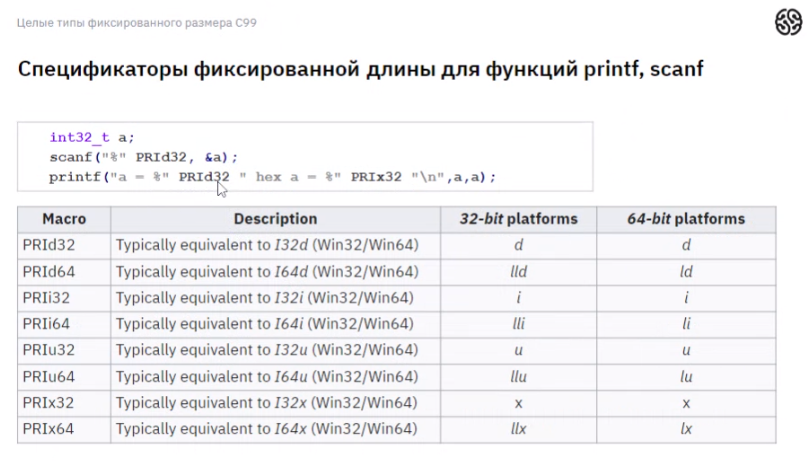 Целые типы фиксированного размера C99
Спецификаторы фиксированной длины для функций printf, scanf
int32_t a;
scanf("%" PRId32, &a);
printf("a = %" PRId32 " hex a = %" PRIx32 "\n",a,a);
Macro Description 32-bit platforms 64-bit platforms
PRId32 Typically equivalent to I32d (Win32/Win64) d d
PRId64 Typically equivalent to I64d (Win32/Win64) lld ld
PRIi32 Typically equivalent to I32i (Win32/Win64) i i
PRIi64 Typically equivalent to I64i (Win32/Win64) lli li
PRIu32 Typically equivalent to I32u (Win32/Win64) u u
PRIu64 Typically equivalent to I64u (Win32/Win64) llu lu
PRIx32 Typically equivalent to I32x (Win32/Win64) x x
PRIx64 Typically equivalent to I64x (Win32/Win64) llx lx